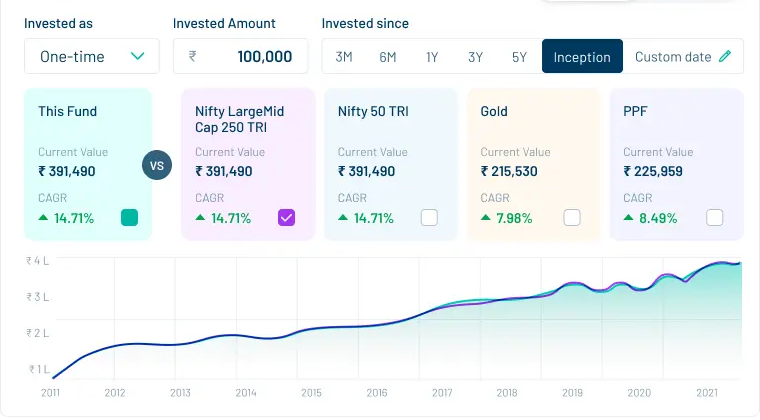 Invested as
Invested Amount
Invested since
One-time
₹ 100,000
3M 6M 1Y 3Y 5Y Inception Custom date
This Fund
Current Value
₹ 391,490
CAGR
14.71%
VS
Nifty LargeMid
Cap 250 TRI
Current Value
₹ 391,490
CAGR
14.71%
Nifty 50 TRI
Current Value
₹ 391,490
CAGR
14.71%
Gold
Current Value
₹ 215,530
CAGR
7.98%
PPF
Current Value
₹ 225,959
CAGR
8.49%
₹ 4 L
₹ 3 L
₹ 2 L
₹ 1 L
2011 2012 2013 2014 2015 2016 2017 2018 2019 2020 2021